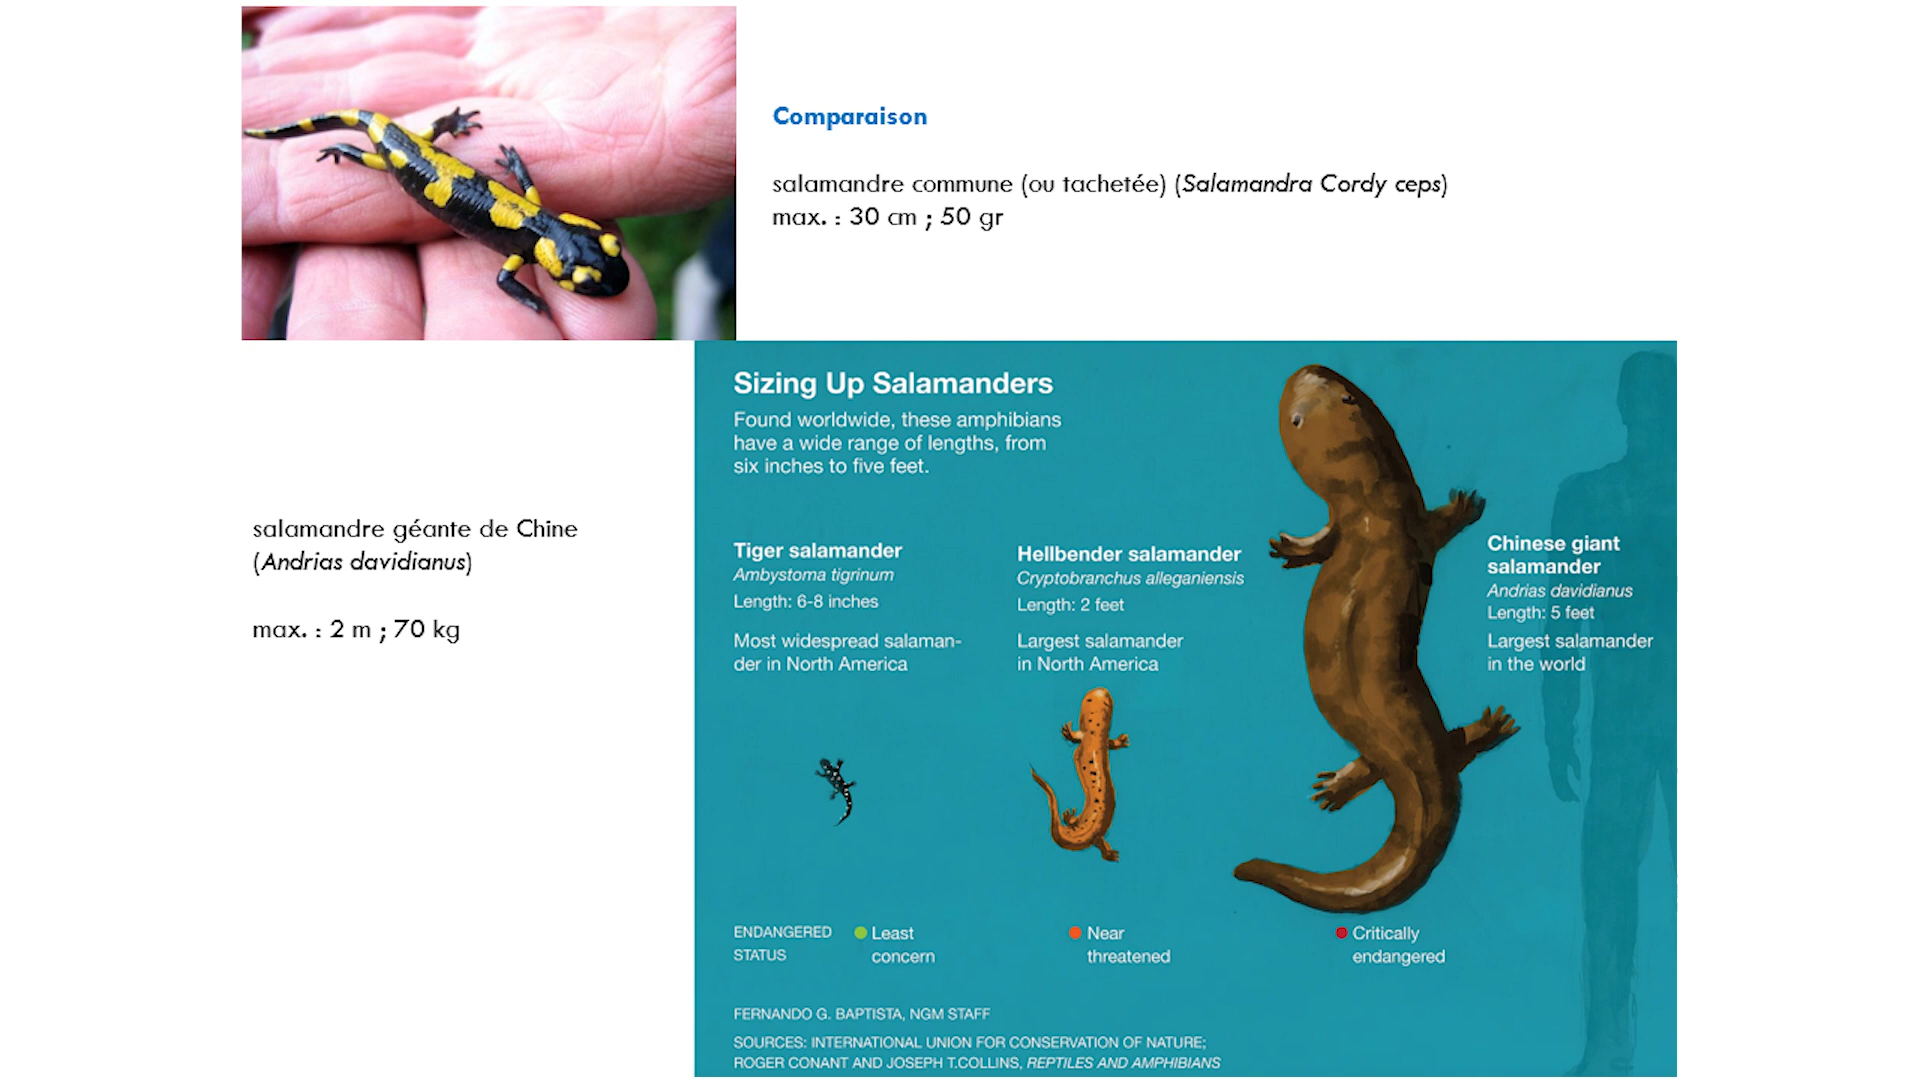 Comparaison
salamandre commune (ou tachetée) (Salamandra Cordy ceps)
max. : 30 cm ; 50 gr
salamandre géante de Chine
(Andrias davidianus)
max. : 2 m ; 70 kg
Sizing Up Salamanders
Found worldwide, these amphibians
have a wide range of lengths, from
six inches to five feet.
Tiger salamander
Ambystoma tigrinum
Length: 6-8 inches
Most widespread salaman-
der in North America
Hellbender salamander
Cryptobranchus alleganiensis
Length: 2 feet
Largest salamander
in North America
Chinese giant
salamander
Andrias davidianus
Length: 5 feet
Largest salamander
in the world
ENDANGERED
STATUS
Least
concern
Near
threatened
Critically
endangered
FERNANDO G. BAPTISTA, NGM STAFF
SOURCES: INTERNATIONAL UNION FOR CONSERVATION OF NATURE;
ROGER CONANT AND JOSEPH T.COLLINS, REPTILES AND AMPHIBIANS